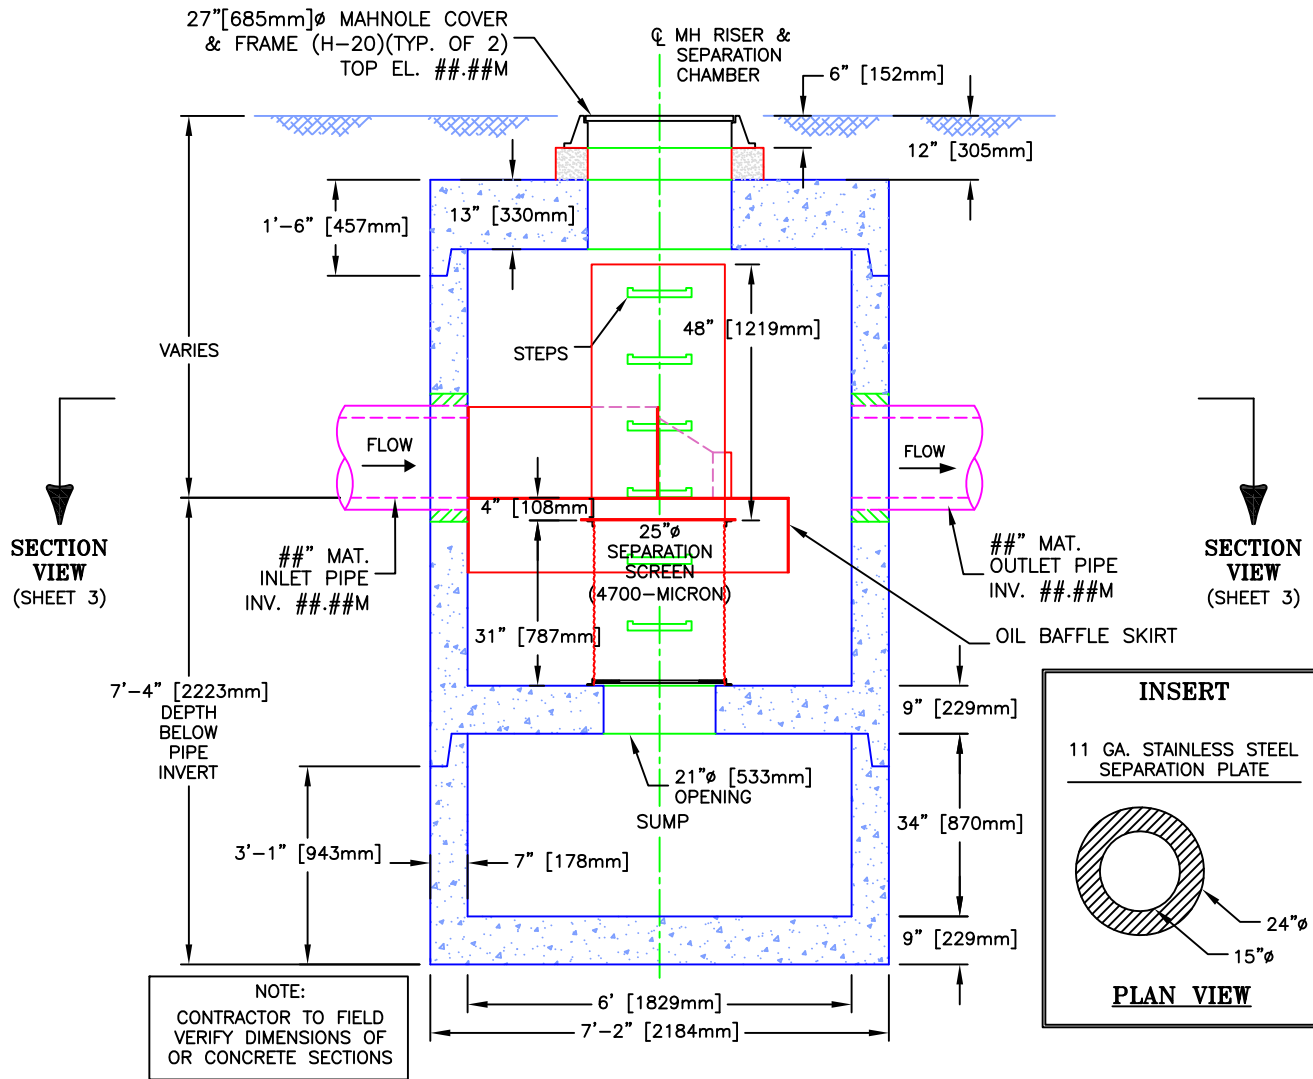 27"[685mm]ø MAHNOLE COVER
& FRAME (H-20)(TYP. OF 2)
TOP EL. ##.##M
℄ MH RISER &
SEPARATION
CHAMBER
6" [152mm]
12" [305mm]
1'-6" [457mm]
13" [330mm]
48" [1219mm]
STEPS
VARIES
FLOW
FLOW
4" [108mm]
25"ø
SEPARATION
SCREEN
(4700-MICRON)
SECTION
VIEW
(SHEET 3)
##" MAT.
INLET PIPE
INV. ##.##M
##" MAT.
OUTLET PIPE
INV. ##.##M
SECTION
VIEW
(SHEET 3)
31" [787mm]
OIL BAFFLE SKIRT
7'-4" [2223mm]
DEPTH
BELOW
PIPE
INVERT
9" [229mm]
21"ø [533mm]
OPENING
SUMP
34" [870mm]
3'-1" [943mm]
7" [178mm]
9" [229mm]
6' [1829mm]
7'-2" [2184mm]
NOTE:
CONTRACTOR TO FIELD
VERIFY DIMENSIONS OF
OR CONCRETE SECTIONS
INSERT
11 GA. STAINLESS STEEL
SEPARATION PLATE
24"ø
15"ø
PLAN VIEW